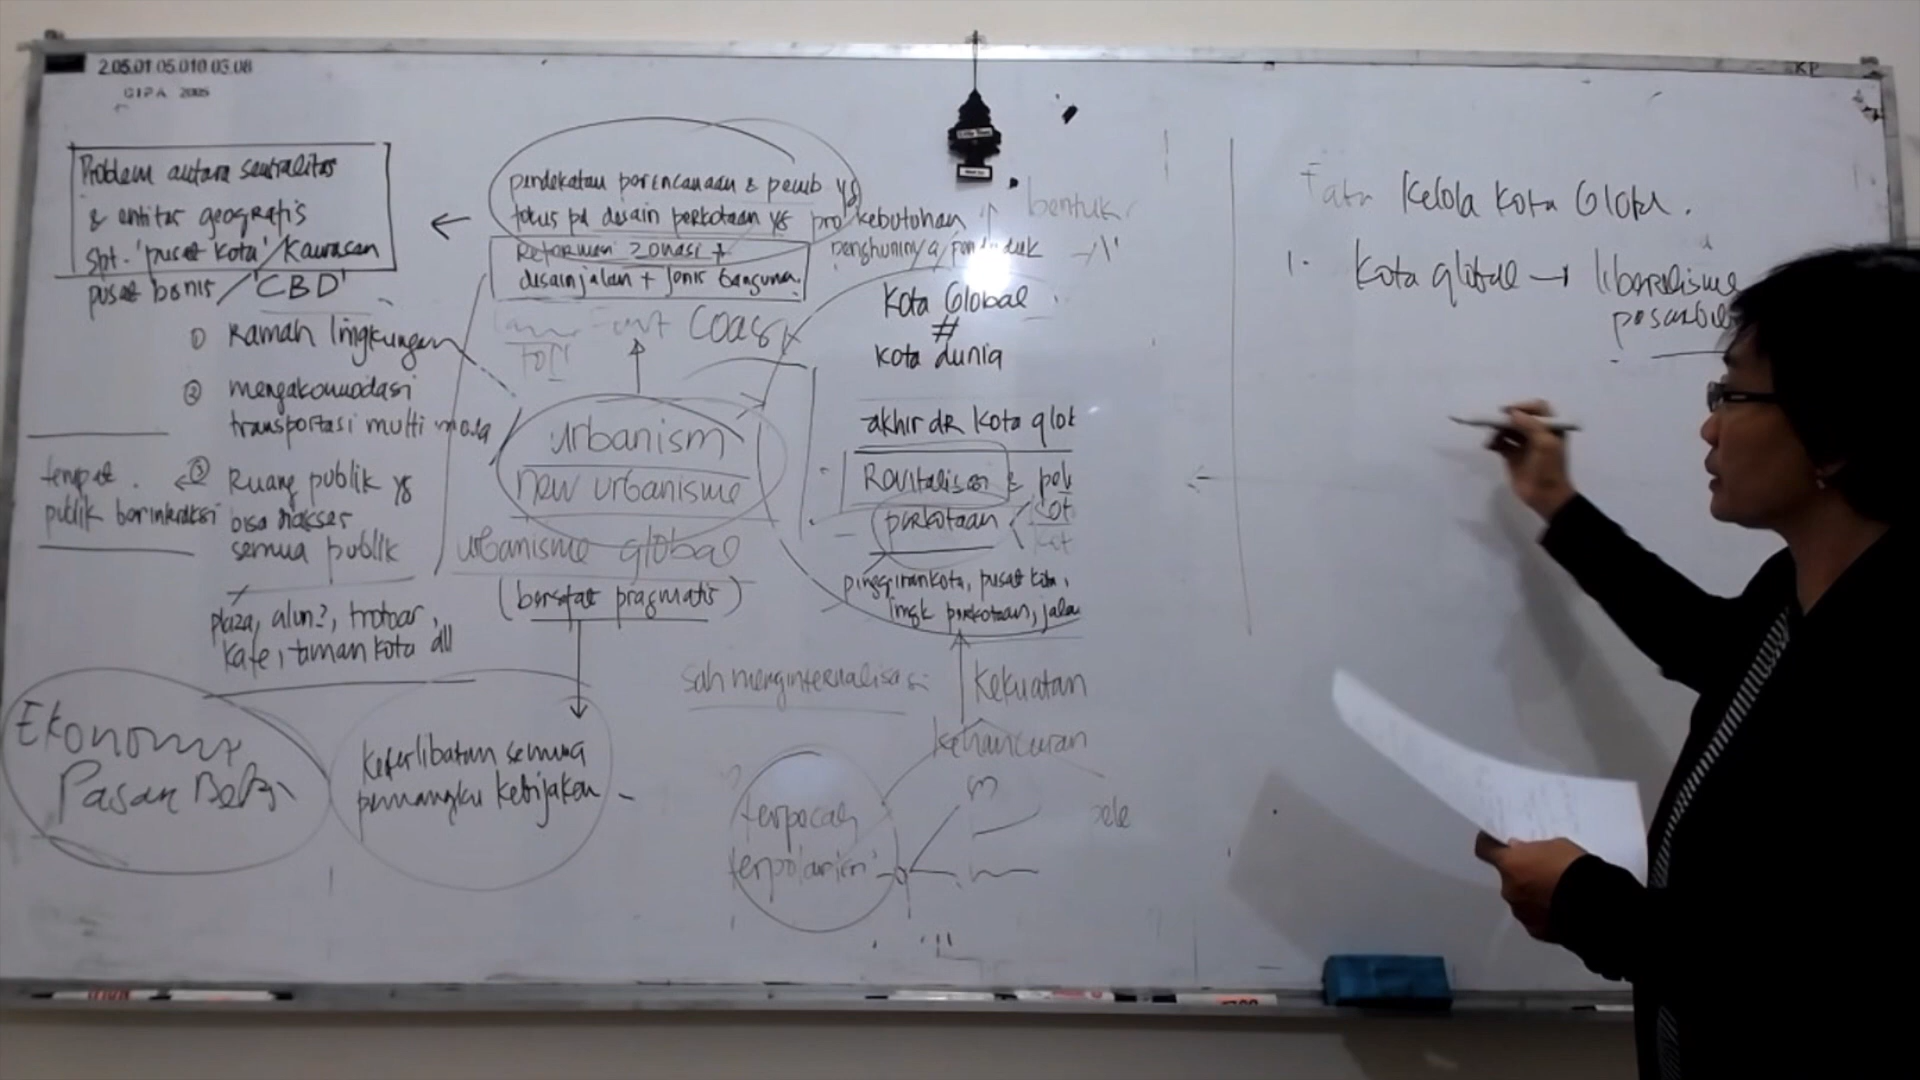 2.05.01.05.010.03.08
GIPA 2005
KP
Problem antara sentralitas
& entitas geografis
spt. 'pusat kota'/Kawasan
pusat bisnis/'CBD'
① Ramah lingkungan
② mengakomodasi
transportasi multi moda
③ Ruang publik yg
bisa diakses
semua publik
tempat
publik berinteraksi
plaza, alun2, trotoar,
kafe, taman kota dll
Ekonomi
Pasar Bebas
Keterlibatan semua
pemangku kebijakan
pendekatan perencanaan & pemb yg
fokus pd desain perkotaan yg pro kebutuhan
penghuninya/penduduk
Reformasi zonasi +
desain jalan + jenis bangunan
urbanism
new urbanisme
urbanisme global
(bersifat pragmatis)
bentuk
Kota Global
#
kota dunia
akhir dr kota glob
Revitalisasi &
perkotaan
pinggiran kota, pusat kota,
lingk perkotaan, jala
sah menginternalisasi
Kekuatan
kehancuran
terpecah
terpolarisasi
Tata Kelola Kota Global.
1. Kota global → liberalisme